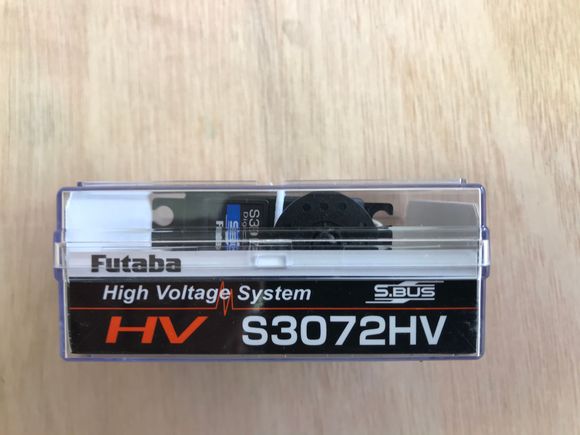 Futaba
High Voltage System
S.BUS
HV S3072HV